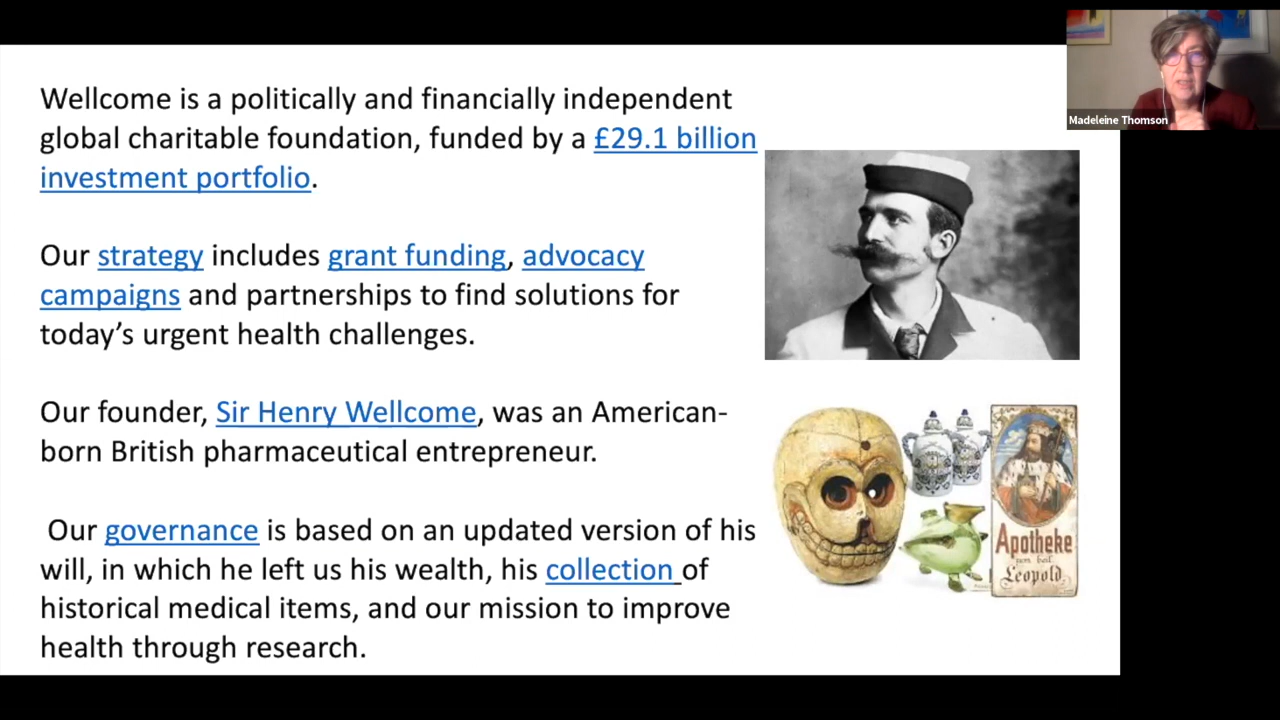 Wellcome is a politically and financially independent
global charitable foundation, funded by a £29.1 billion
investment portfolio.
Our strategy includes grant funding, advocacy
campaigns and partnerships to find solutions for
today’s urgent health challenges.
Our founder, Sir Henry Wellcome, was an American-
born British pharmaceutical entrepreneur.
Our governance is based on an updated version of his
will, in which he left us his wealth, his collection of
historical medical items, and our mission to improve
health through research.
Madeleine Thomson
Apotheke
Leopold